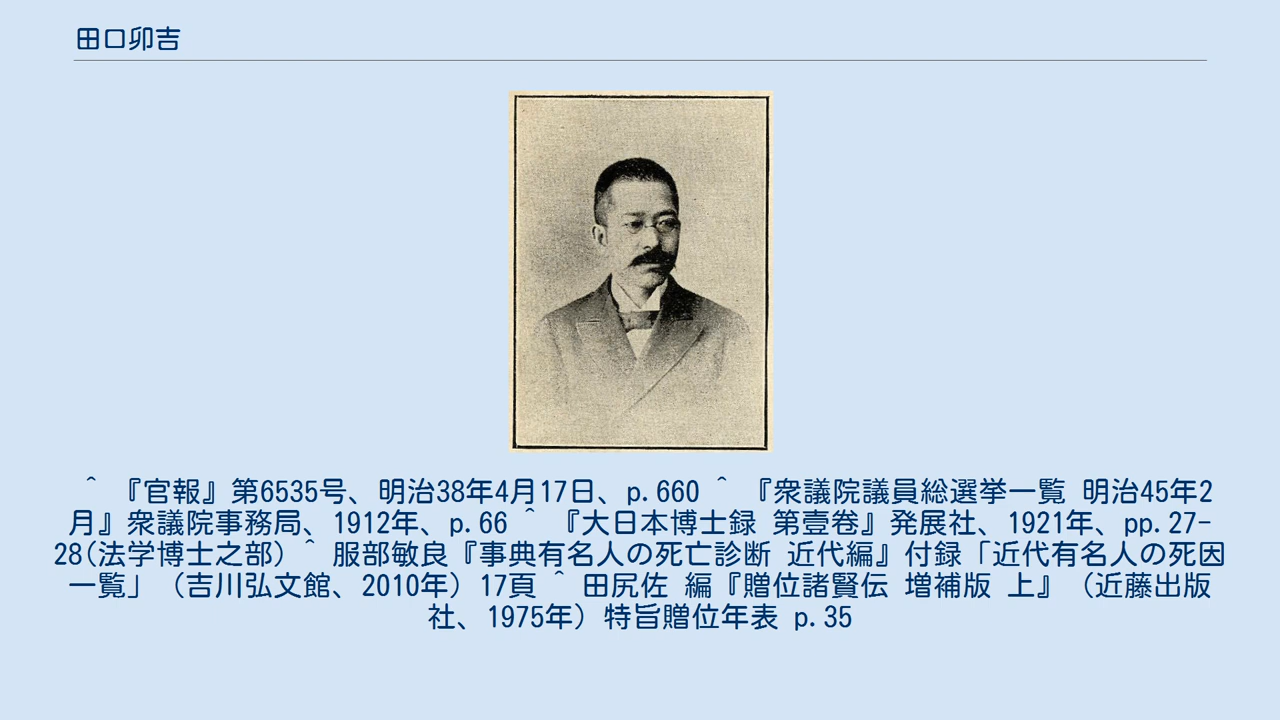 田口卯吉
^ 『官報』第6535号、明治38年4月17日、p.660 ^ 『衆議院議員総選挙一覧 明治45年2
月』衆議院事務局、1912年、p.66 ^ 『大日本博士録 第壹卷』発展社、1921年、pp.27-
28(法学博士之部) ^ 服部敏良『事典有名人の死亡診断 近代編』付録「近代有名人の死因
一覧」（吉川弘文館、2010年）17頁 ^ 田尻佐 編『贈位諸賢伝 増補版 上』（近藤出版
社、1975年）特旨贈位年表 p.35